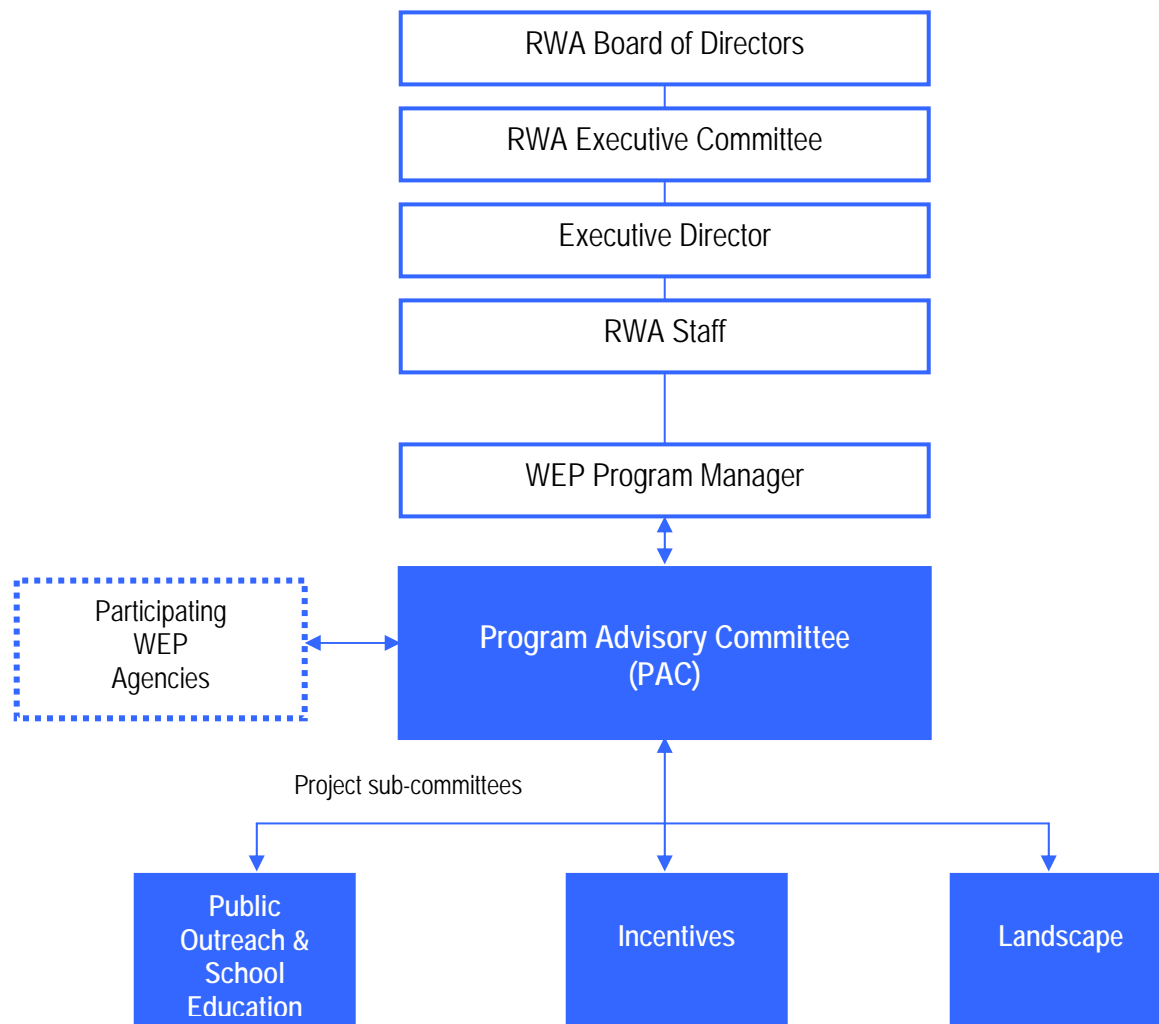 RWA Board of Directors
RWA Executive Committee
Executive Director
RWA Staff
WEP Program Manager
Participating
WEP
Agencies
Program Advisory Committee
(PAC)
Project sub-committees
Public
Outreach &
School
Education
Incentives
Landscape